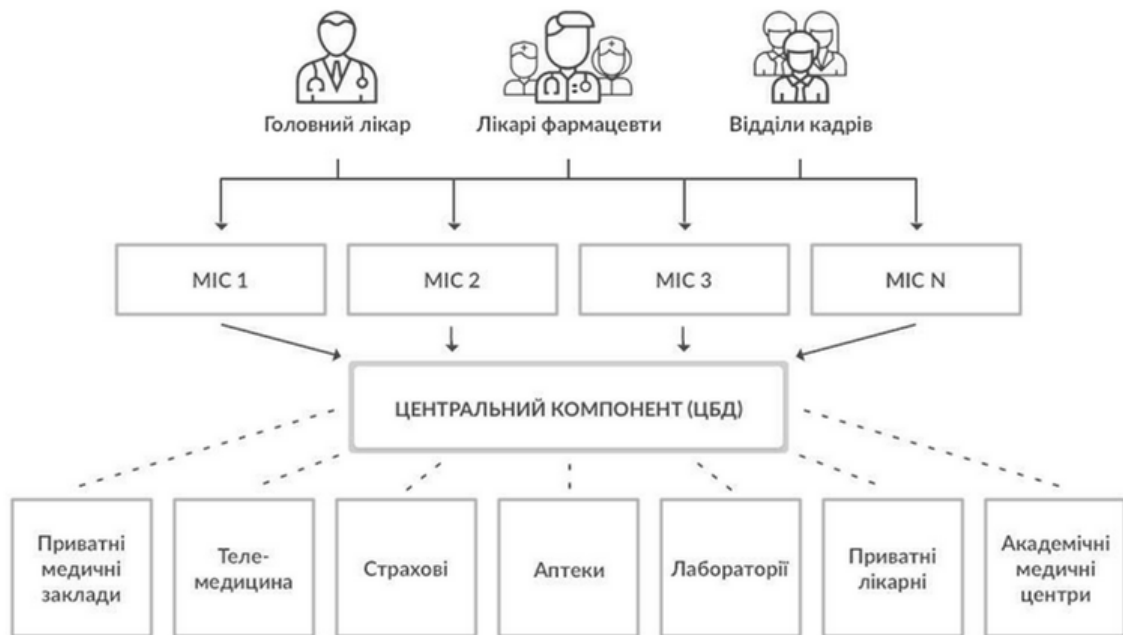 Головний лікар
Лікарі фармацевти
Відділи кадрів
МІС 1
МІС 2
МІС 3
МІС N
ЦЕНТРАЛЬНИЙ КОМПОНЕНТ (ЦБД)
Приватні
медичні
заклади
Теле-
медицина
Страхові
Аптеки
Лабораторії
Приватні
лікарні
Академічні
медичні
центри